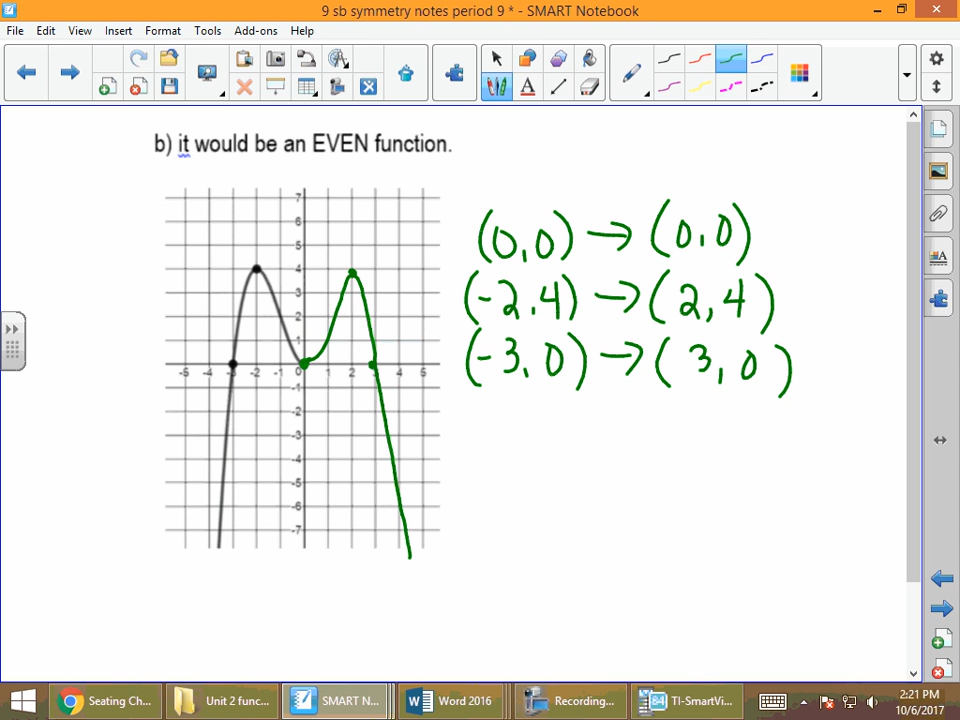 9 sb symmetry notes period 9 * - SMART Notebook
File Edit View Insert Format Tools Add-ons Help
b) it would be an EVEN function.
7
6
5
4
3
2
1
-5 -4 -2 -1 0 1 2 4 5
-1
-2
-3
-4
-5
-6
-7
(0,0) → (0,0)
(-2,4) → (2,4)
(-3,0) → (3,0)
Seating Ch... Unit 2 func... SMART N... Word 2016 Recording... TI-SmartVi...
2:21 PM
10/6/2017